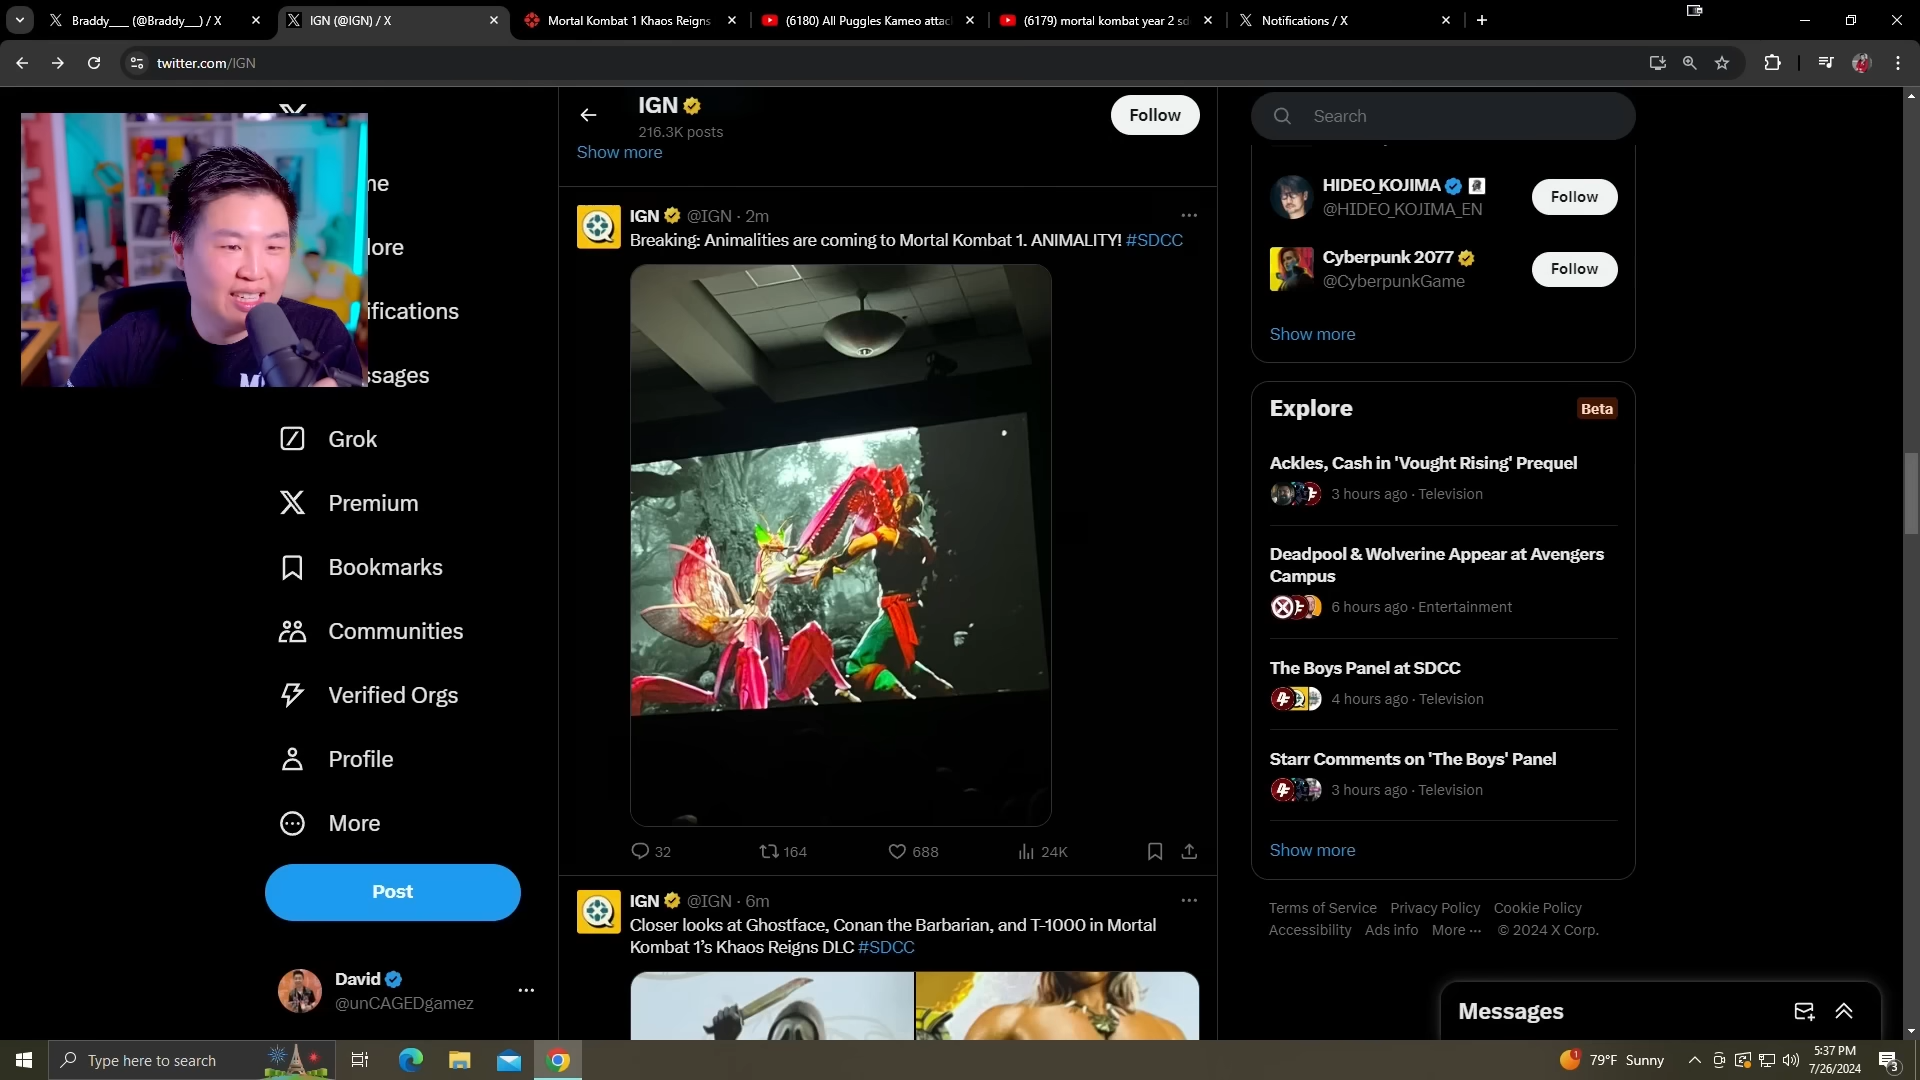 Braddy____ (@Braddy__) / X
IGN (@IGN) / X
Mortal Kombat 1 Khaos Reigns
(6180) All Puggles Kameo attac
(6179) mortal kombat year 2 sd
Notifications / X
twitter.com/IGN
IGN
216.3K posts
Follow
Show more
Search
me
lore
ifications
ssages
Grok
Premium
Bookmarks
Communities
Verified Orgs
Profile
More
Post
David
@unCAGEDgamez
IGN @IGN · 2m
Breaking: Animalities are coming to Mortal Kombat 1. ANIMALITY! #SDCC
32 164 688 24K
IGN @IGN · 6m
Closer looks at Ghostface, Conan the Barbarian, and T-1000 in Mortal
Kombat 1’s Khaos Reigns DLC #SDCC
HIDEO_KOJIMA
@HIDEO_KOJIMA_EN
Follow
Cyberpunk 2077
@CyberpunkGame
Follow
Show more
Explore
Beta
Ackles, Cash in 'Vought Rising' Prequel
3 hours ago · Television
Deadpool & Wolverine Appear at Avengers
Campus
6 hours ago · Entertainment
The Boys Panel at SDCC
4 hours ago · Television
Starr Comments on 'The Boys' Panel
3 hours ago · Television
Show more
Terms of Service Privacy Policy Cookie Policy
Accessibility Ads info More ··· © 2024 X Corp.
Messages
Type here to search
79°F Sunny
5:37 PM
7/26/2024
3